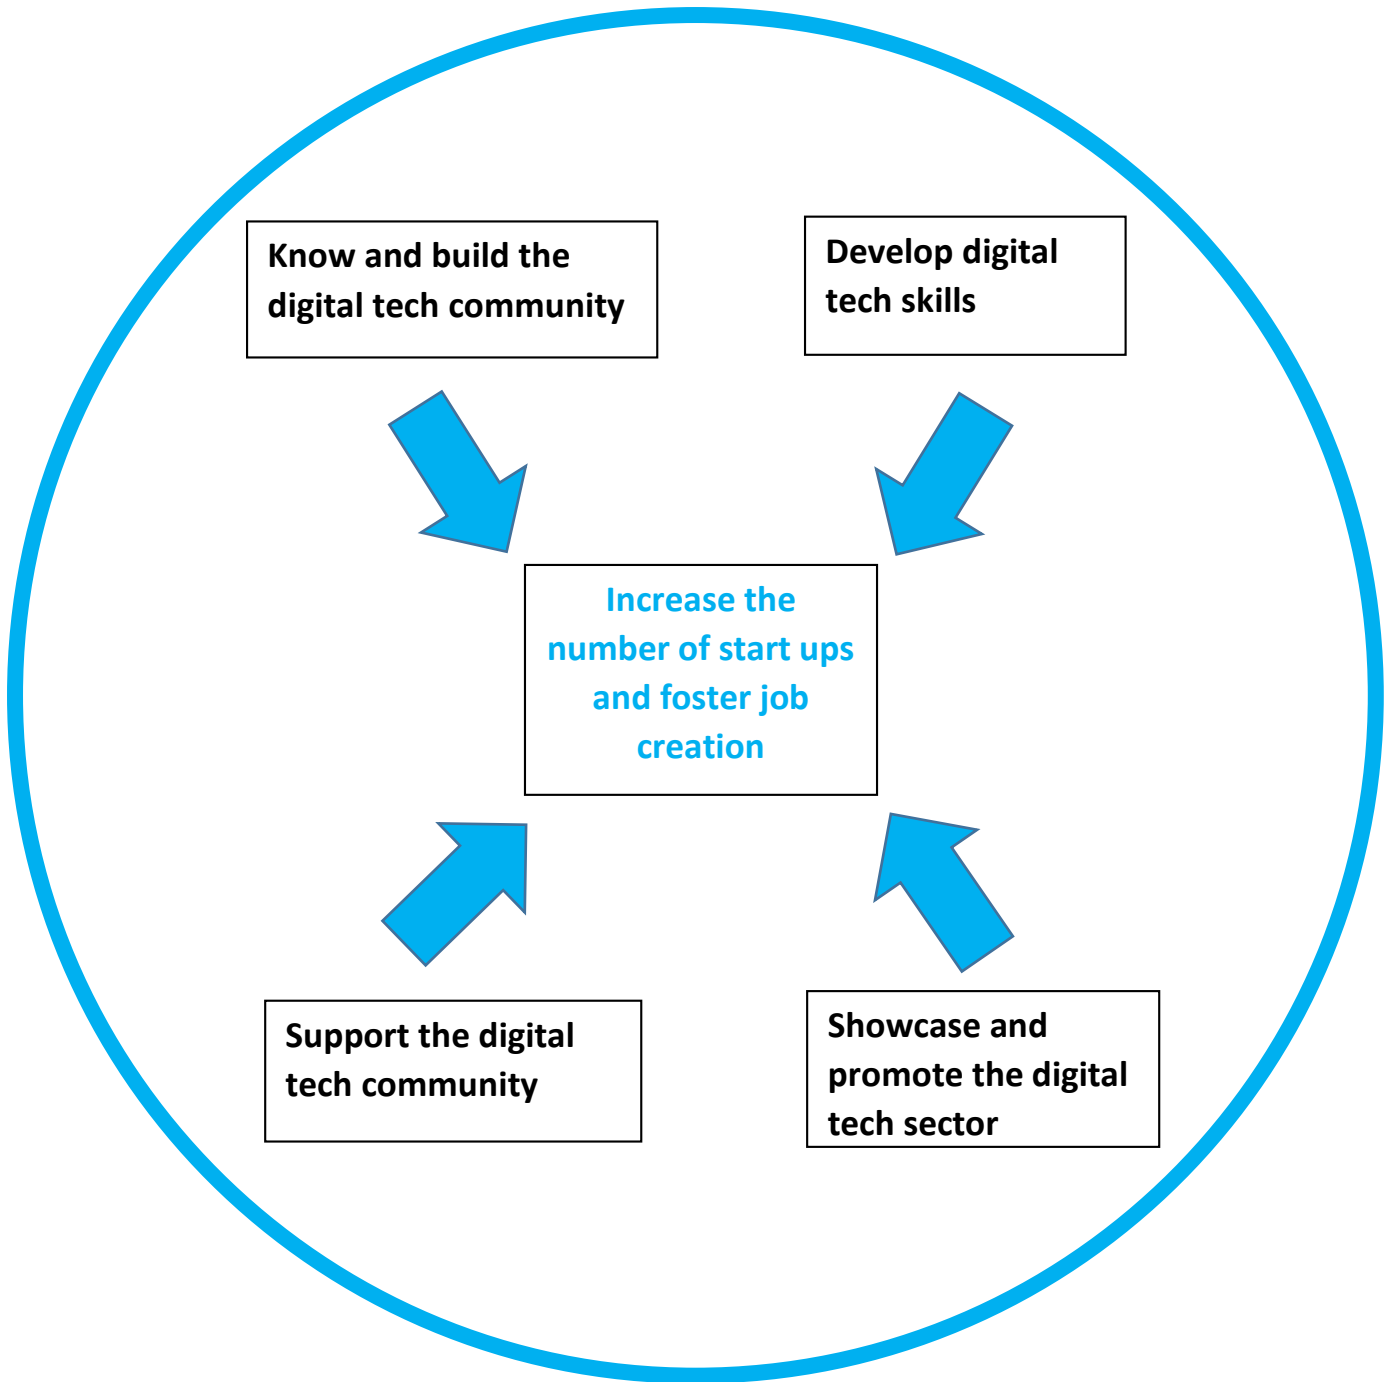 Know and build the
digital tech community
Develop digital
tech skills
Increase the
number of start ups
and foster job
creation
Support the digital
tech community
Showcase and
promote the digital
tech sector